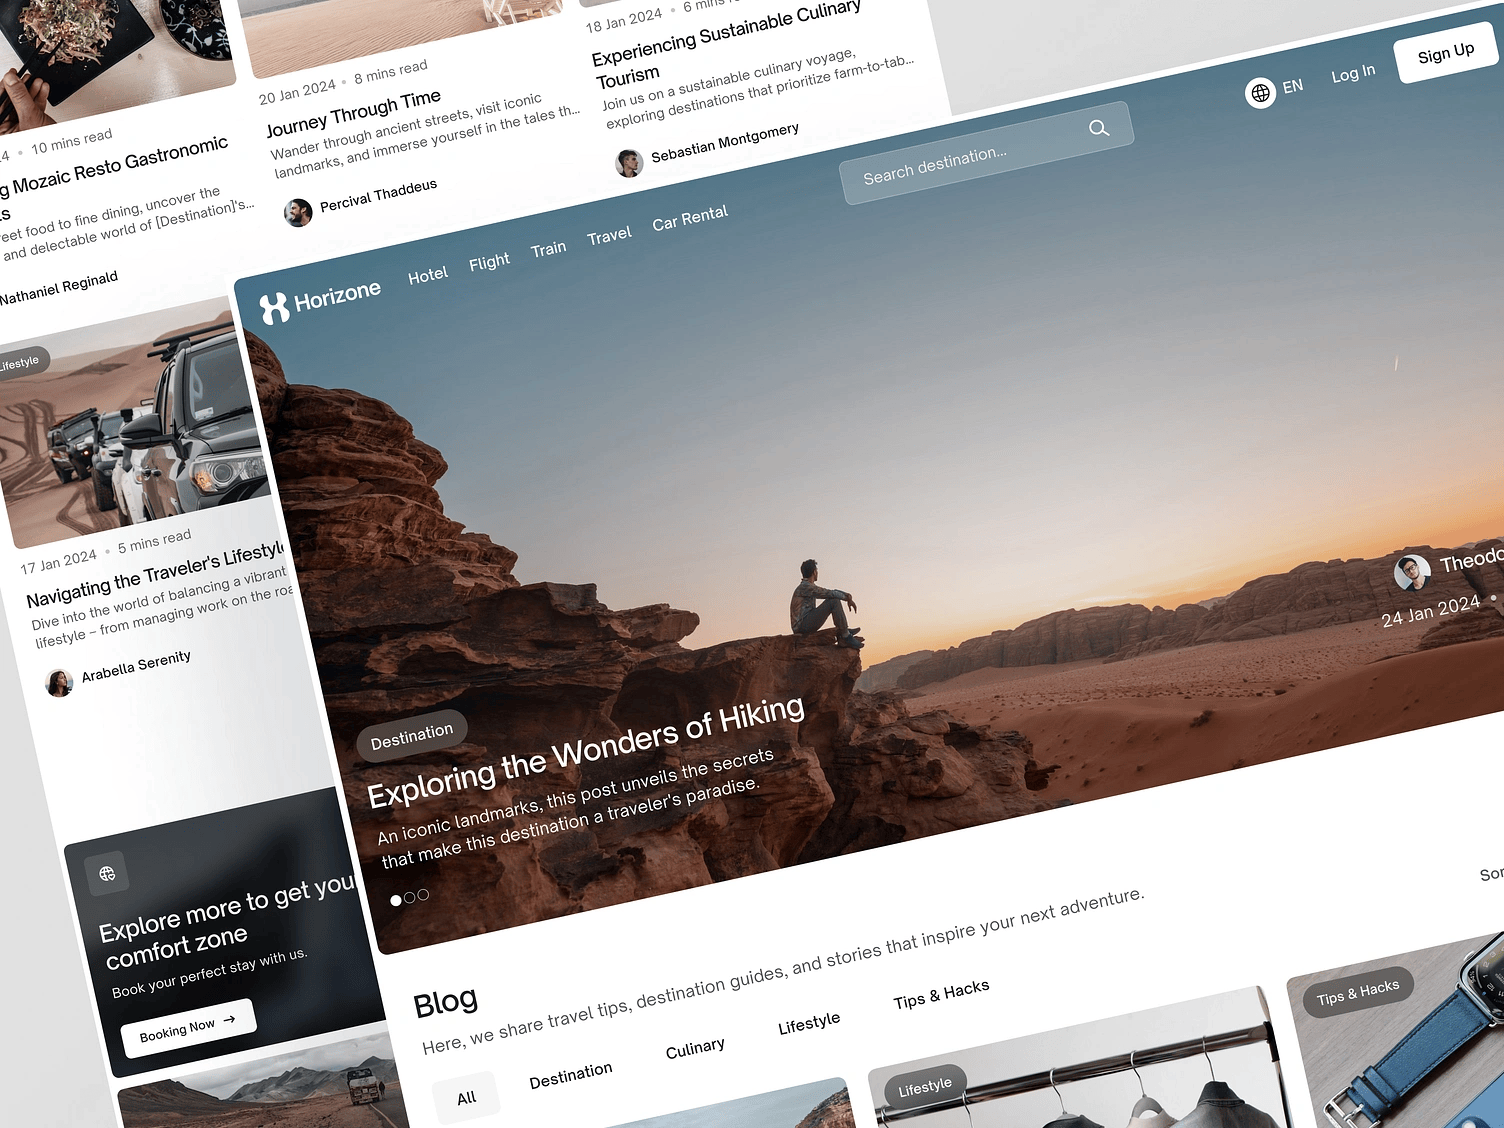 4 • 10 mins read
g Mozaic Resto Gastronomic
ls
reet food to fine dining, uncover the
and delectable world of [Destination]'s...
Nathaniel Reginald
20 Jan 2024 • 8 mins read
Journey Through Time
Wander through ancient streets, visit iconic
landmarks, and immerse yourself in the tales th...
Percival Thaddeus
18 Jan 2024 • 6 mins
Experiencing Sustainable Culinary
Tourism
Join us on a sustainable culinary voyage,
exploring destinations that prioritize farm-to-tab...
Sebastian Montgomery
Lifestyle
17 Jan 2024 • 5 mins read
Navigating the Traveler's Lifestyle
Dive into the world of balancing a vibrant
lifestyle – from managing work on the roa
Arabella Serenity
Explore more to get your
comfort zone
Book your perfect stay with us.
Booking Now →
Horizone
Hotel
Flight
Train
Travel
Car Rental
Search destination...
EN
Log In
Sign Up
Destination
Exploring the Wonders of Hiking
An iconic landmarks, this post unveils the secrets
that make this destination a traveler's paradise.
Theodo
24 Jan 2024 •
Blog
Here, we share travel tips, destination guides, and stories that inspire your next adventure.
Sor
All
Destination
Culinary
Lifestyle
Tips & Hacks
Lifestyle
Tips & Hacks